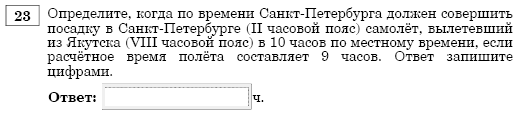 23 Определите, когда по времени Санкт-Петербурга должен совершить
посадку в Санкт-Петербурге (II часовой пояс) самолёт, вылетевший
из Якутска (VIII часовой пояс) в 10 часов по местному времени, если
расчётное время полёта составляет 9 часов. Ответ запишите
цифрами.
Ответ: ч.